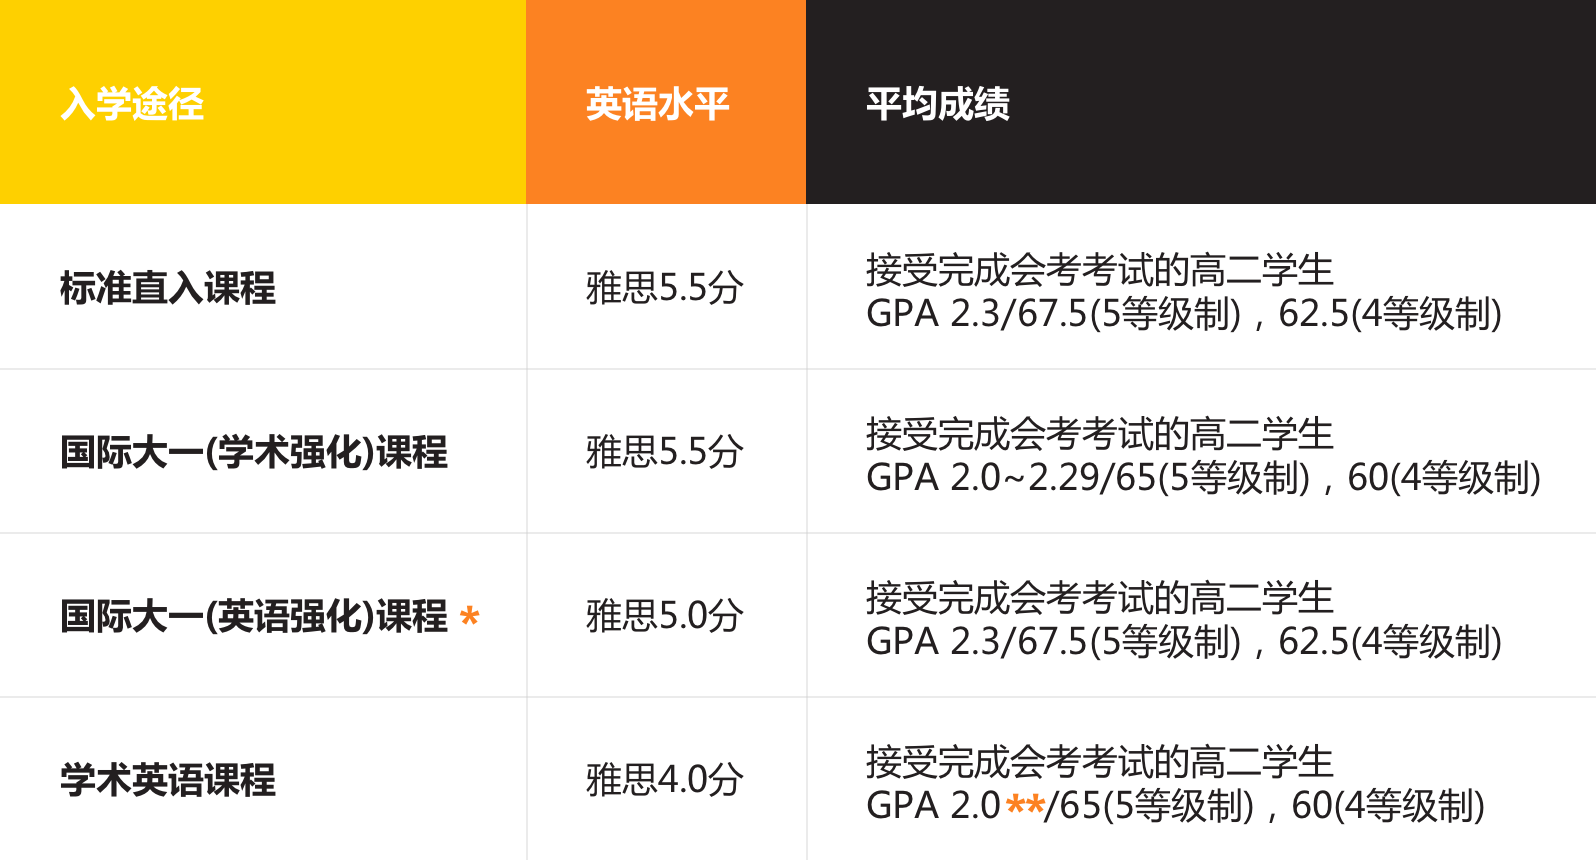 入学途径
英语水平
平均成绩
标准直入课程
雅思5.5分
接受完成会考考试的高二学生
GPA 2.3/67.5(5等级制)，62.5(4等级制)
国际大一(学术强化)课程
雅思5.5分
接受完成会考考试的高二学生
GPA 2.0~2.29/65(5等级制)，60(4等级制)
国际大一(英语强化)课程 *
雅思5.0分
接受完成会考考试的高二学生
GPA 2.3/67.5(5等级制)，62.5(4等级制)
学术英语课程
雅思4.0分
接受完成会考考试的高二学生
GPA 2.0**/65(5等级制)，60(4等级制)